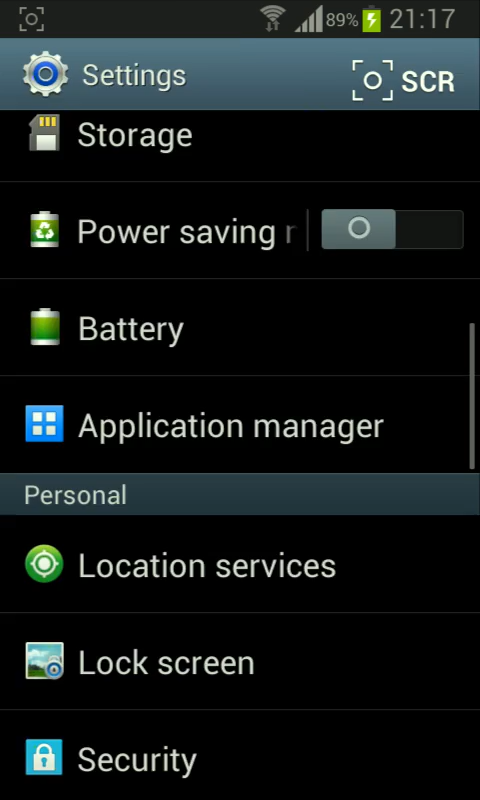 89% 21:17
Settings SCR
Storage
Power saving
Battery
Application manager
Personal
Location services
Lock screen
Security